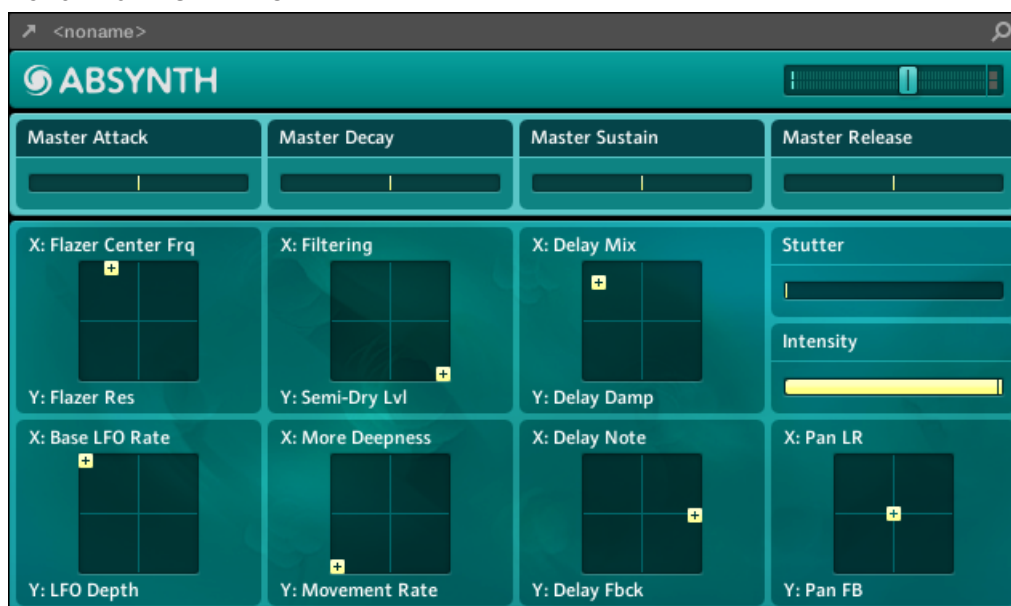 <noname>
ABSYNTH
Master Attack
Master Decay
Master Sustain
Master Release
X: Flazer Center Frq
Y: Flazer Res
X: Filtering
Y: Semi-Dry Lvl
X: Delay Mix
Y: Delay Damp
Stutter
Intensity
X: Base LFO Rate
Y: LFO Depth
X: More Deepness
Y: Movement Rate
X: Delay Note
Y: Delay Fbck
X: Pan LR
Y: Pan FB